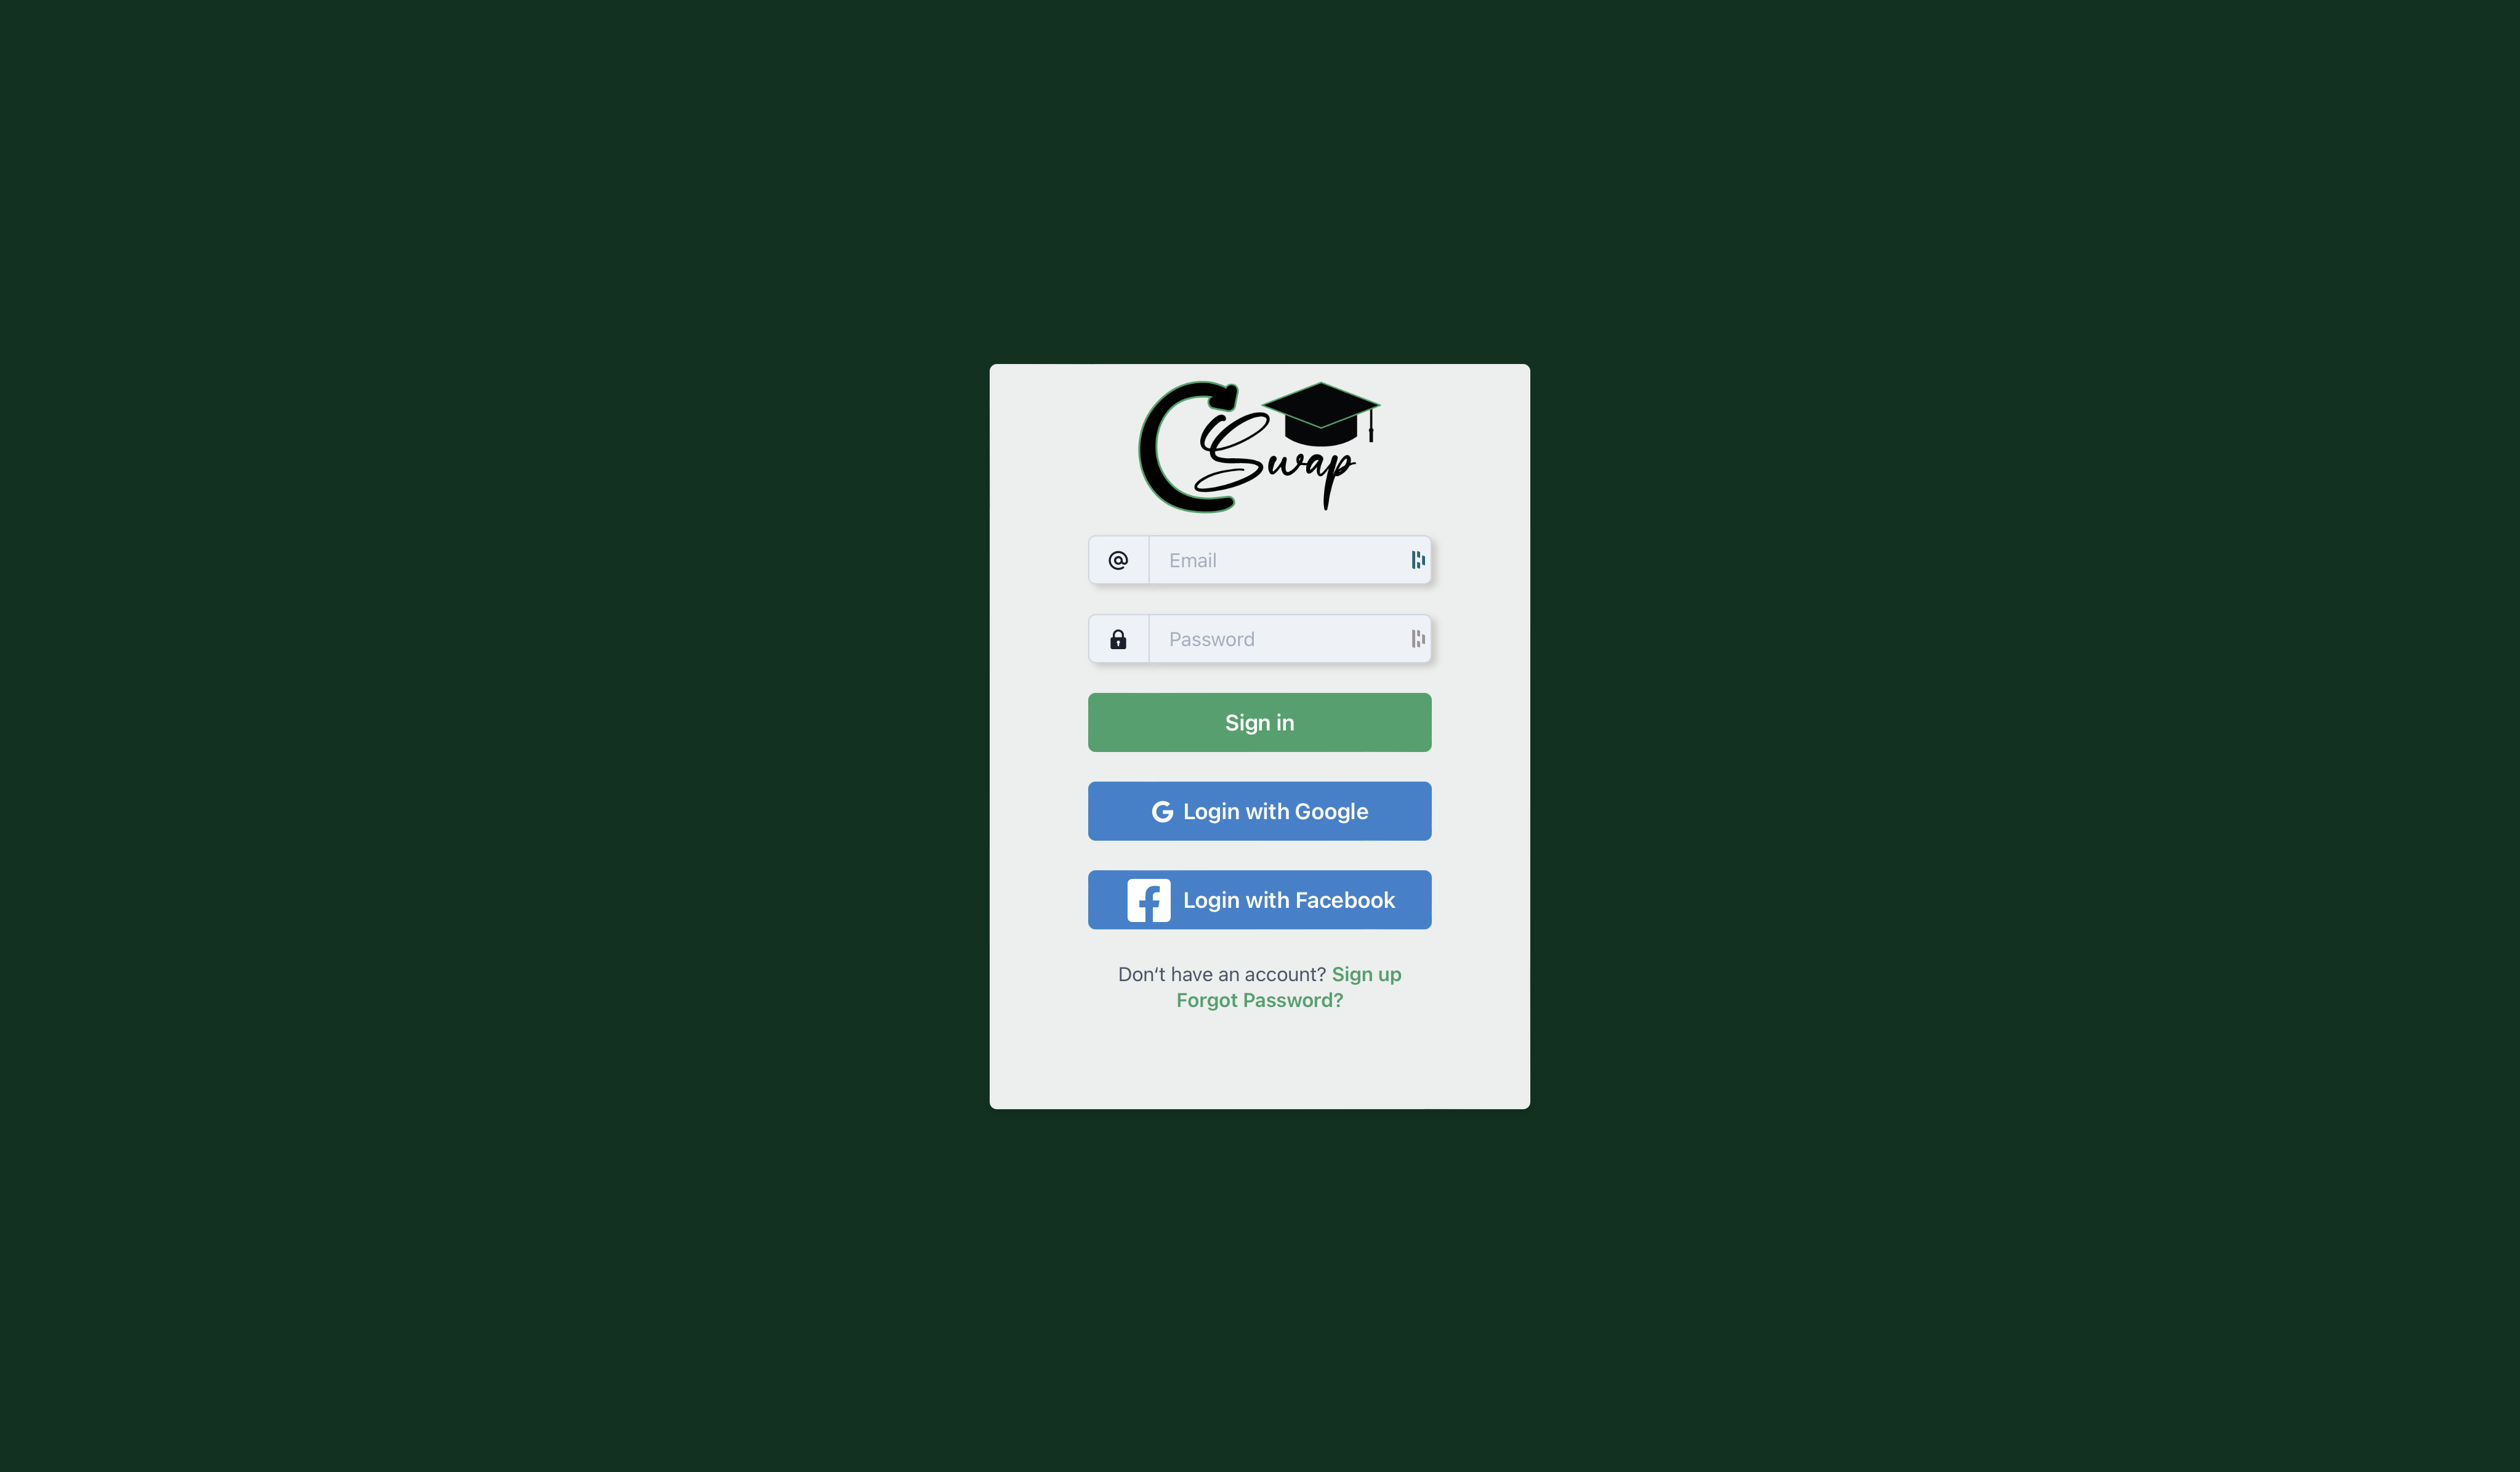 CSwap
@ Email
Password
Sign in
G Login with Google
f Login with Facebook
Don't have an account? Sign up
Forgot Password?